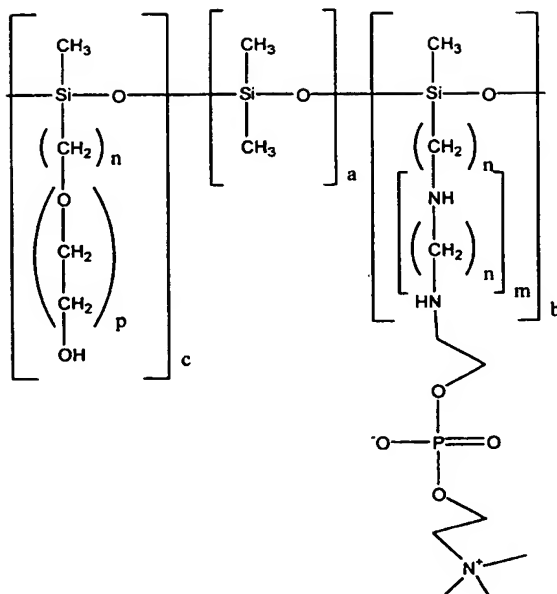 CH₃ CH₃ CH₃
Si O Si O Si O
(CH₂) n CH₃ (CH₂) n
a
O NH
CH₂ (CH₂) n
m
CH₂ p HN b
OH c
O
⁻O P O
O
N⁺